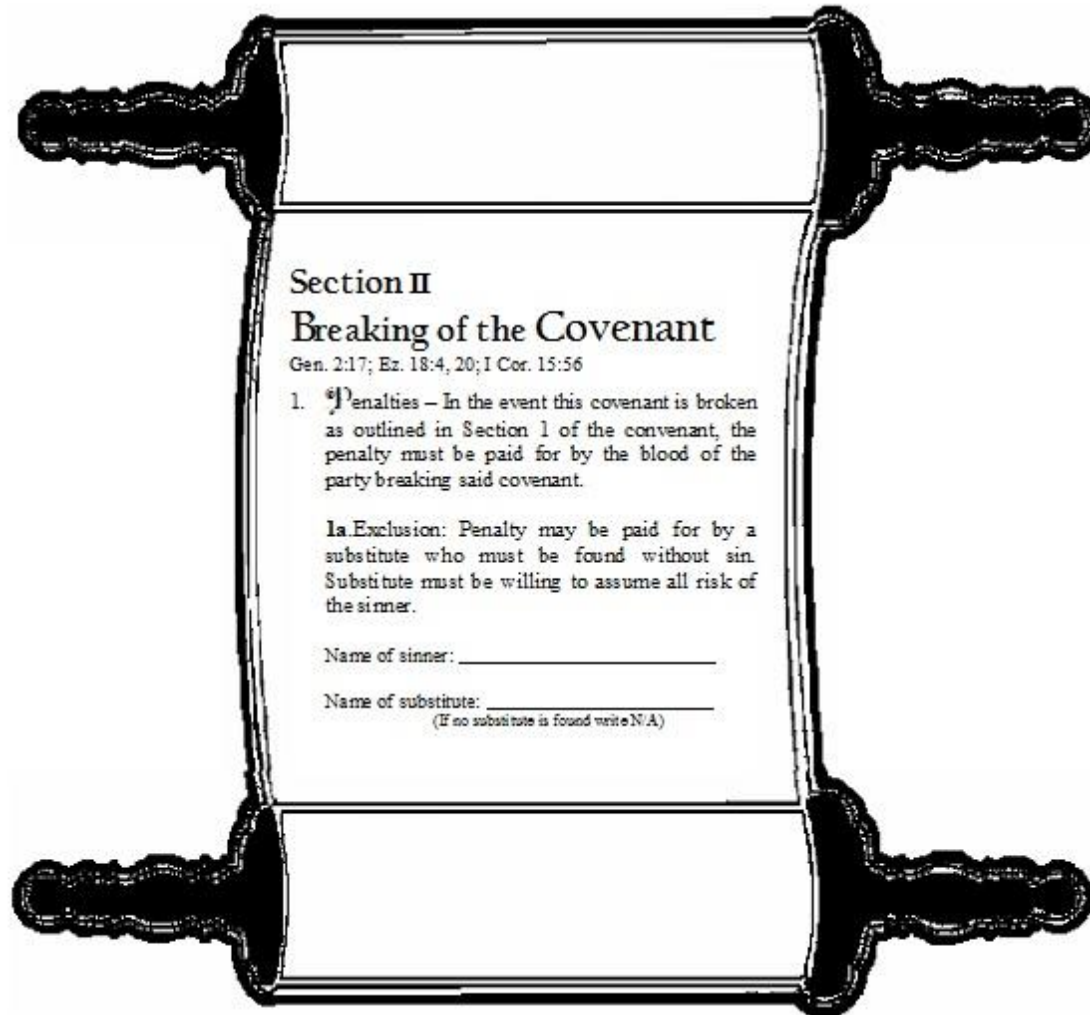 Section II
Breaking of the Covenant
Gen. 2:17; Ez. 18:4, 20; I Cor. 15:56
1. Penalties – In the event this covenant is broken
as outlined in Section 1 of the convenant, the
penalty must be paid for by the blood of the
party breaking said covenant.
1a.Exclusion: Penalty may be paid for by a
substitute who must be found without sin.
Substitute must be willing to assume all risk of
the sinner.
Name of sinner:
Name of substitute:
(If no substitute is found write N/A)